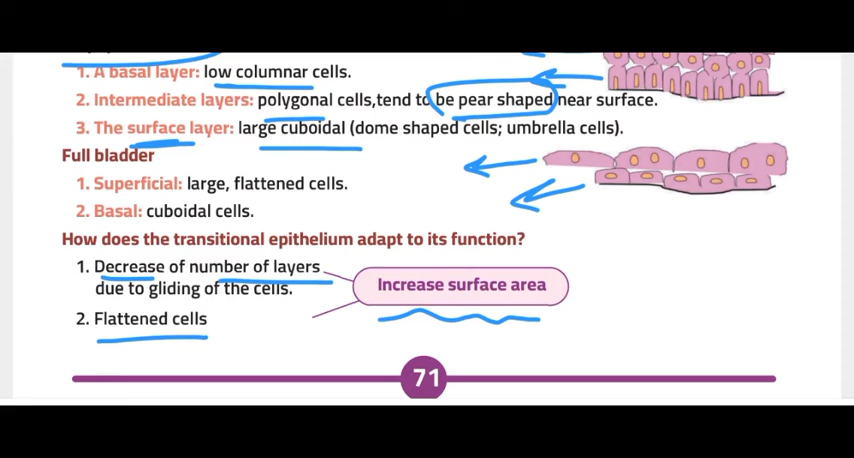 1. A basal layer: low columnar cells.
2. Intermediate layers: polygonal cells,tend to be pear shaped near surface.
3. The surface layer: large cuboidal (dome shaped cells; umbrella cells).
Full bladder
1. Superficial: large, flattened cells.
2. Basal: cuboidal cells.
How does the transitional epithelium adapt to its function?
1. Decrease of number of layers
due to gliding of the cells.
Increase surface area
2. Flattened cells
71